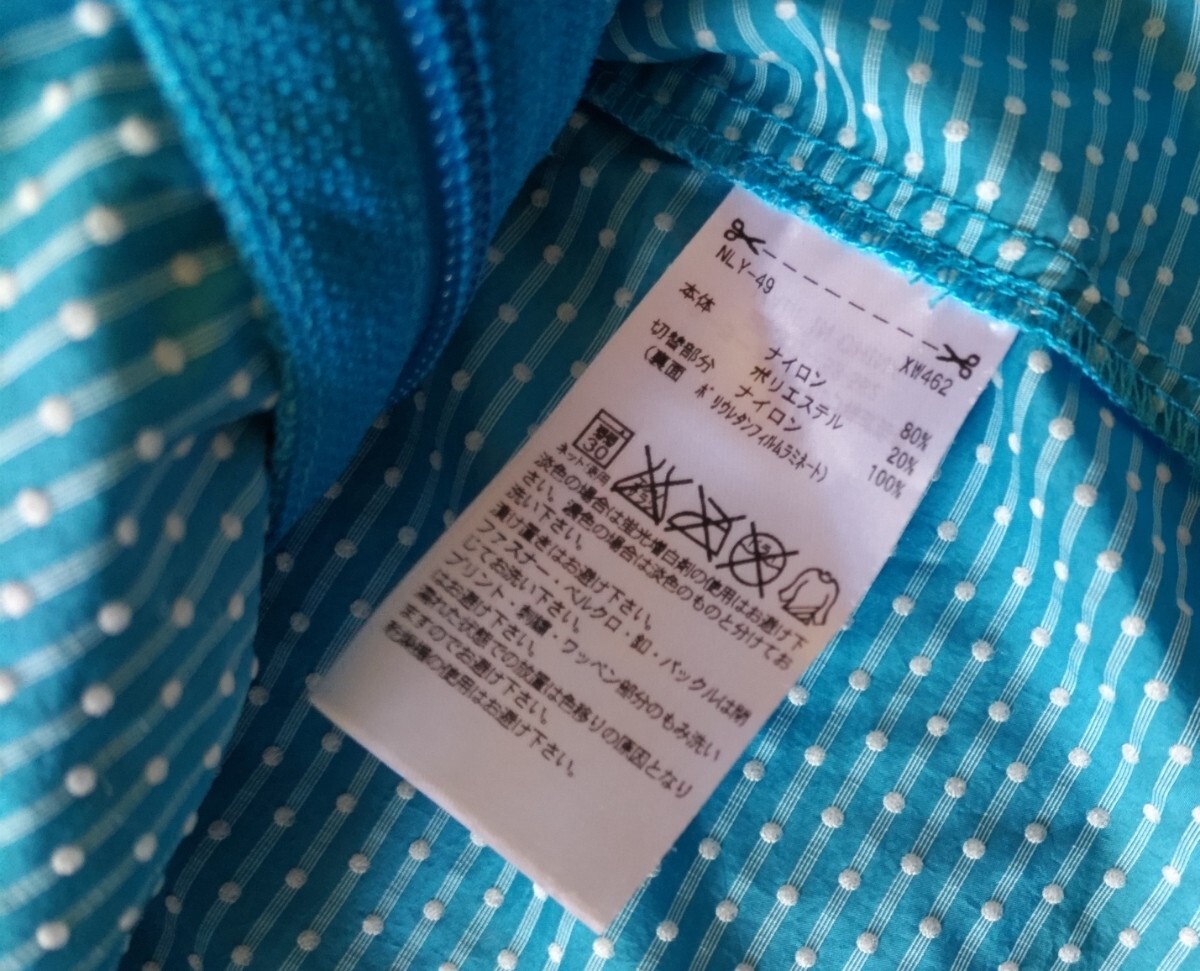 NLY-49 XW462
本体 ナイロン 80%
ポリエステル 20%
切替部分 ナイロン 100%
(裏面 ポリウレタンフィルムラミネート)
30
ネット使用
淡色の場合は蛍光増白剤の使用はお避け下
さい。濃色の場合は淡色のものと分けてお
洗い下さい。
漬け置きはお避け下さい。
ファスナー・ベルクロ・釦・バックルは閉
じてお洗い下さい。
プリント・刺繍・ワッペン部分のもみ洗い
はお避け下さい。
濡れた状態での放置は色移りの原因となり
ますのでお避け下さい。
の使用はお避け下さい。